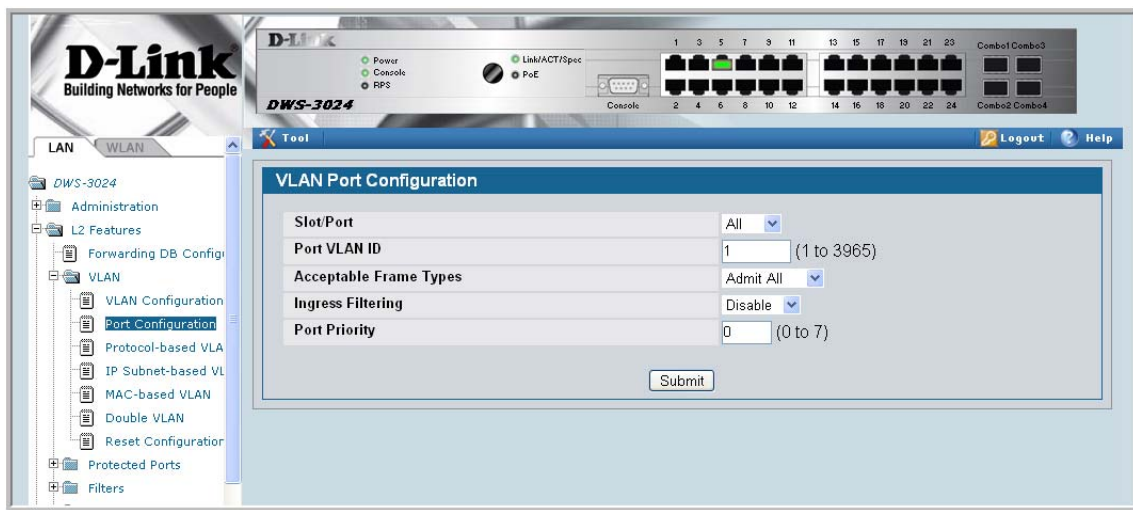 D-Link
Building Networks for People
D-Link
Power
Console
RPS
Link/ACT/Spee
PoE
Console
1 3 5 7 9 11 13 15 17 19 21 23
Combo1 Combo3
DWS-3024
2 4 6 8 10 12 14 16 18 20 22 24
Combo2 Combo4
LAN
WLAN
Tool
Logout
Help
DWS-3024
Administration
L2 Features
Forwarding DB Config
VLAN
VLAN Configuration
Port Configuration
Protocol-based VLA
IP Subnet-based VL
MAC-based VLAN
Double VLAN
Reset Configuration
Protected Ports
Filters
VLAN Port Configuration
Slot/Port
All
Port VLAN ID
1 (1 to 3965)
Acceptable Frame Types
Admit All
Ingress Filtering
Disable
Port Priority
0 (0 to 7)
Submit